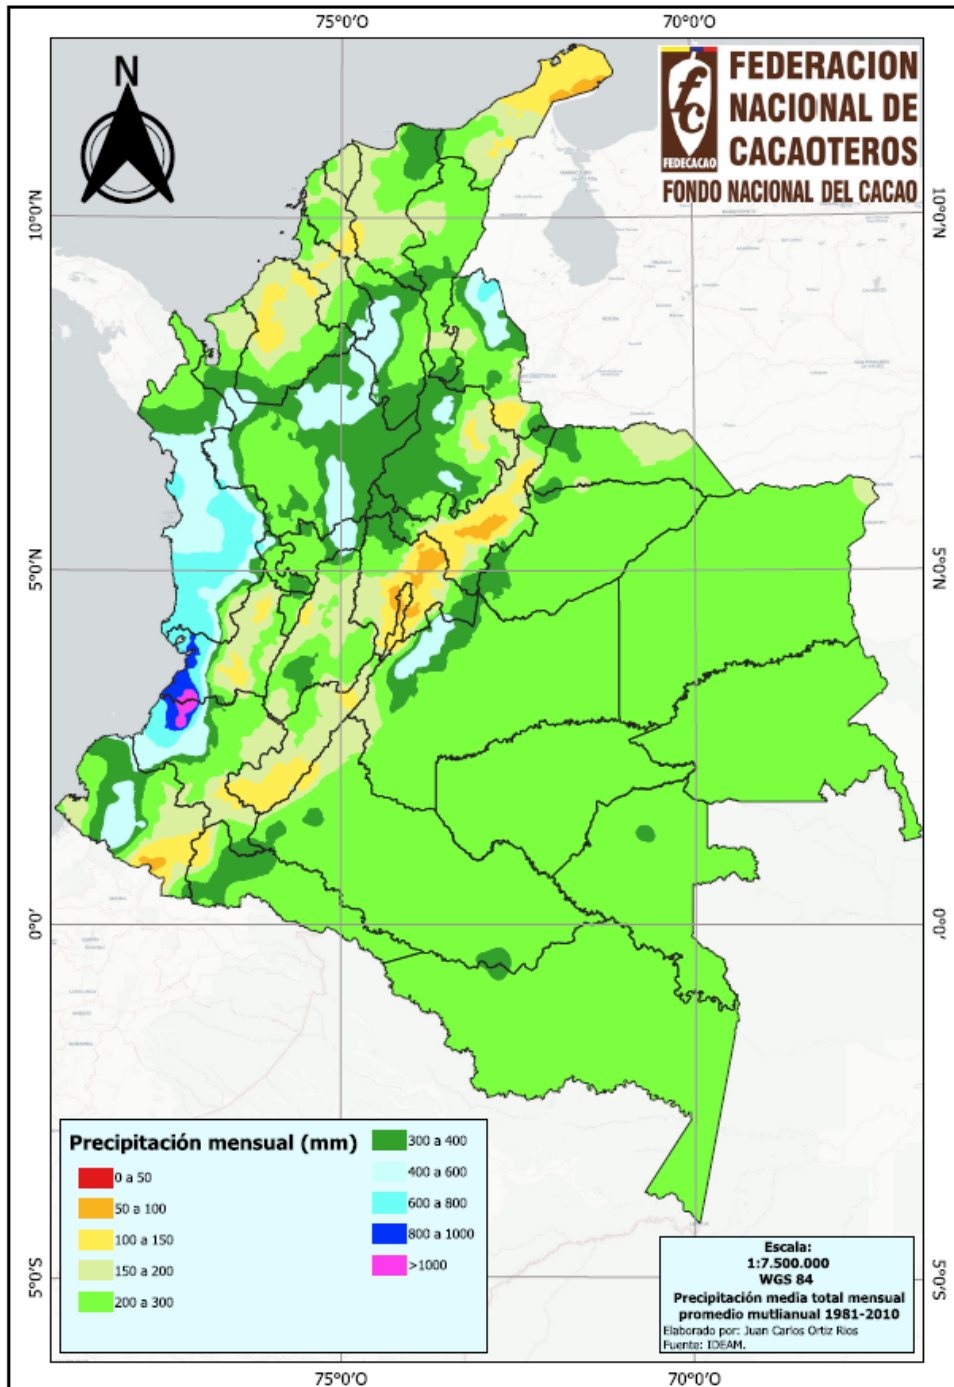 75°0'O 70°0'O
N
FEDERACION
NACIONAL DE
CACAOTEROS
fc
FEDECACAO
FONDO NACIONAL DEL CACAO
10°0'N 10°0'N
5°0'N 5°0'N
0°0' 0°0'
5°0'S 5°0'S
Precipitación mensual (mm)
0 a 50
50 a 100
100 a 150
150 a 200
200 a 300
300 a 400
400 a 600
600 a 800
800 a 1000
>1000
Escala:
1:7.500.000
WGS 84
Precipitación media total mensual
promedio mutlianual 1981-2010
Elaborado por: Juan Carlos Ortiz Rios
Fuente: IDEAM.
75°0'O 70°0'O